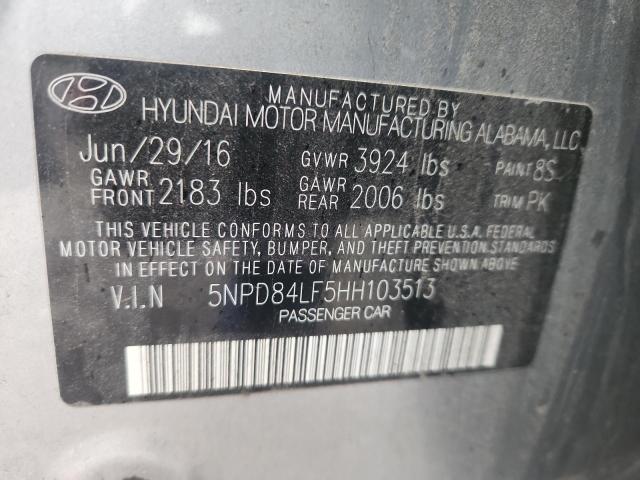 MANUFACTURED BY
HYUNDAI MOTOR MANUFACTURING ALABAMA, LLC
Jun/29/16 GVWR 3924 lbs PAINT 8S
GAWR FRONT 2183 lbs GAWR REAR 2006 lbs TRIM PK
THIS VEHICLE CONFORMS TO ALL APPLICABLE U.S.A. FEDERAL
MOTOR VEHICLE SAFETY, BUMPER, AND THEFT PREVENTION STANDARDS
IN EFFECT ON THE DATE OF MANUFACTURE SHOWN ABOVE.
V.I.N 5NPD84LF5HH103513
PASSENGER CAR